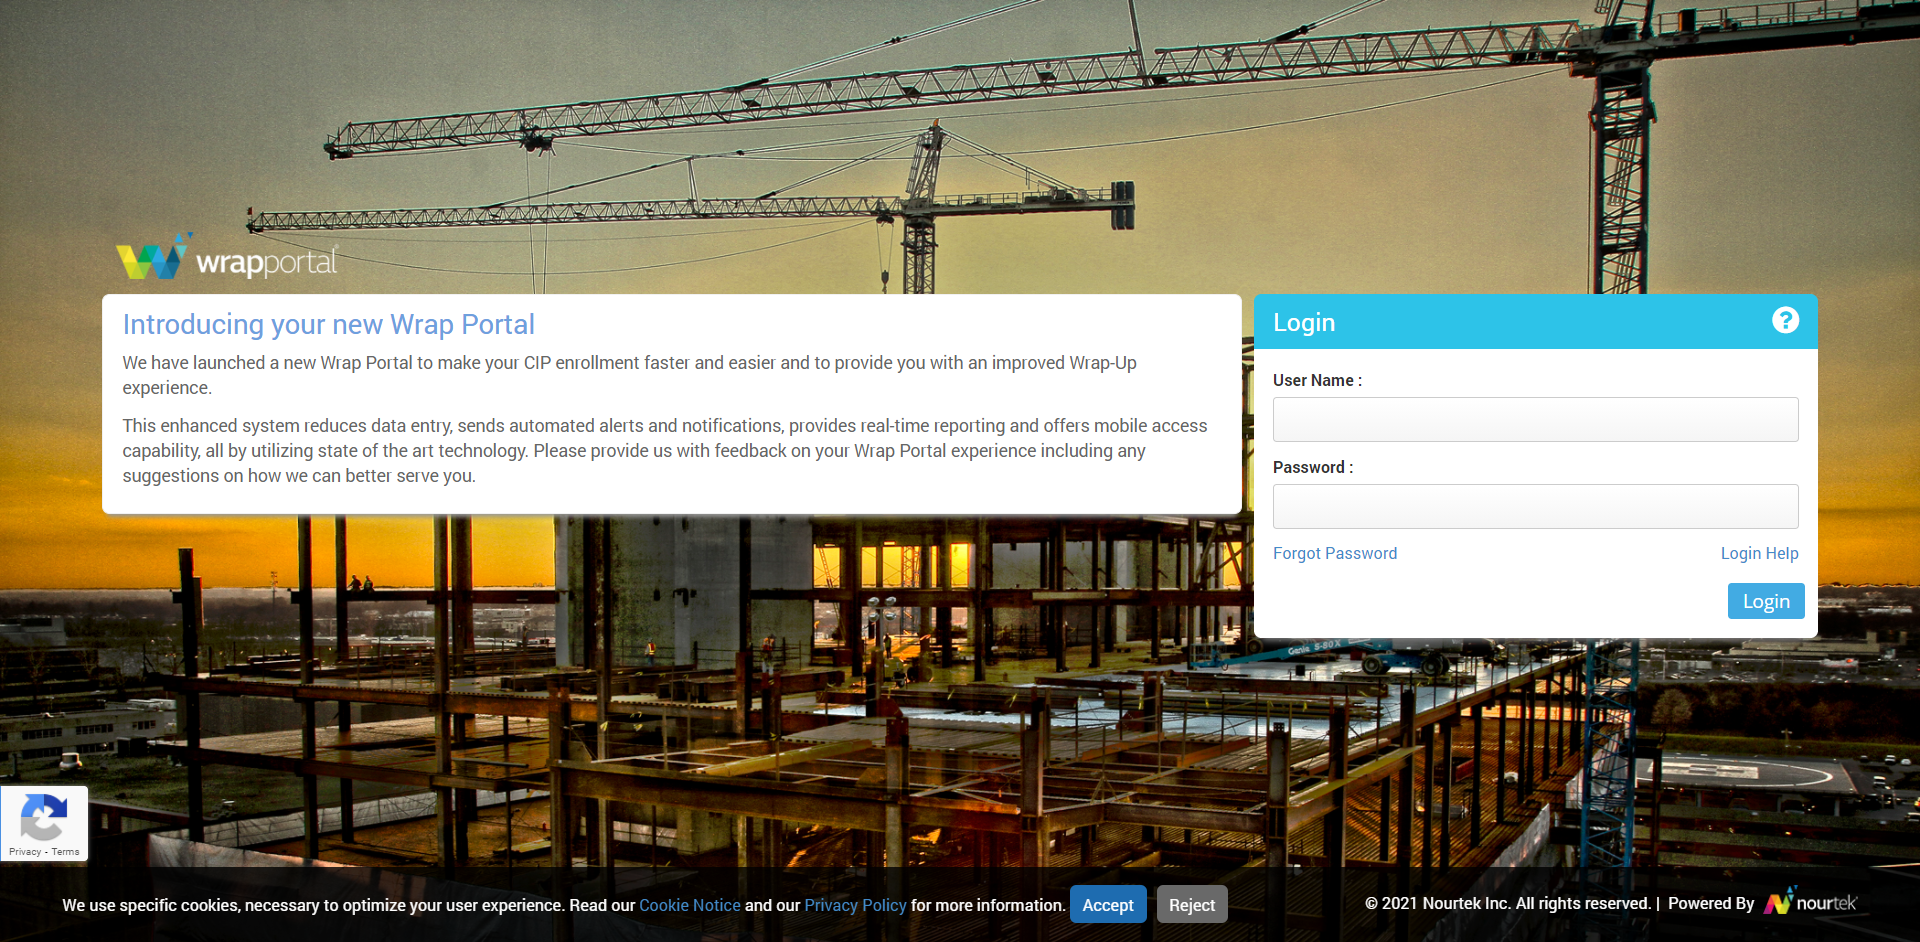 wrapportal
Introducing your new Wrap Portal
We have launched a new Wrap Portal to make your CIP enrollment faster and easier and to provide you with an improved Wrap-Up
experience.
This enhanced system reduces data entry, sends automated alerts and notifications, provides real-time reporting and offers mobile access
capability, all by utilizing state of the art technology. Please provide us with feedback on your Wrap Portal experience including any
suggestions on how we can better serve you.
Login
User Name :
Password :
Forgot Password
Login Help
Login
Genie S-80X
Privacy - Terms
We use specific cookies, necessary to optimize your user experience. Read our Cookie Notice and our Privacy Policy for more information.
Accept
Reject
© 2021 Nourtek Inc. All rights reserved. | Powered By
nourtek